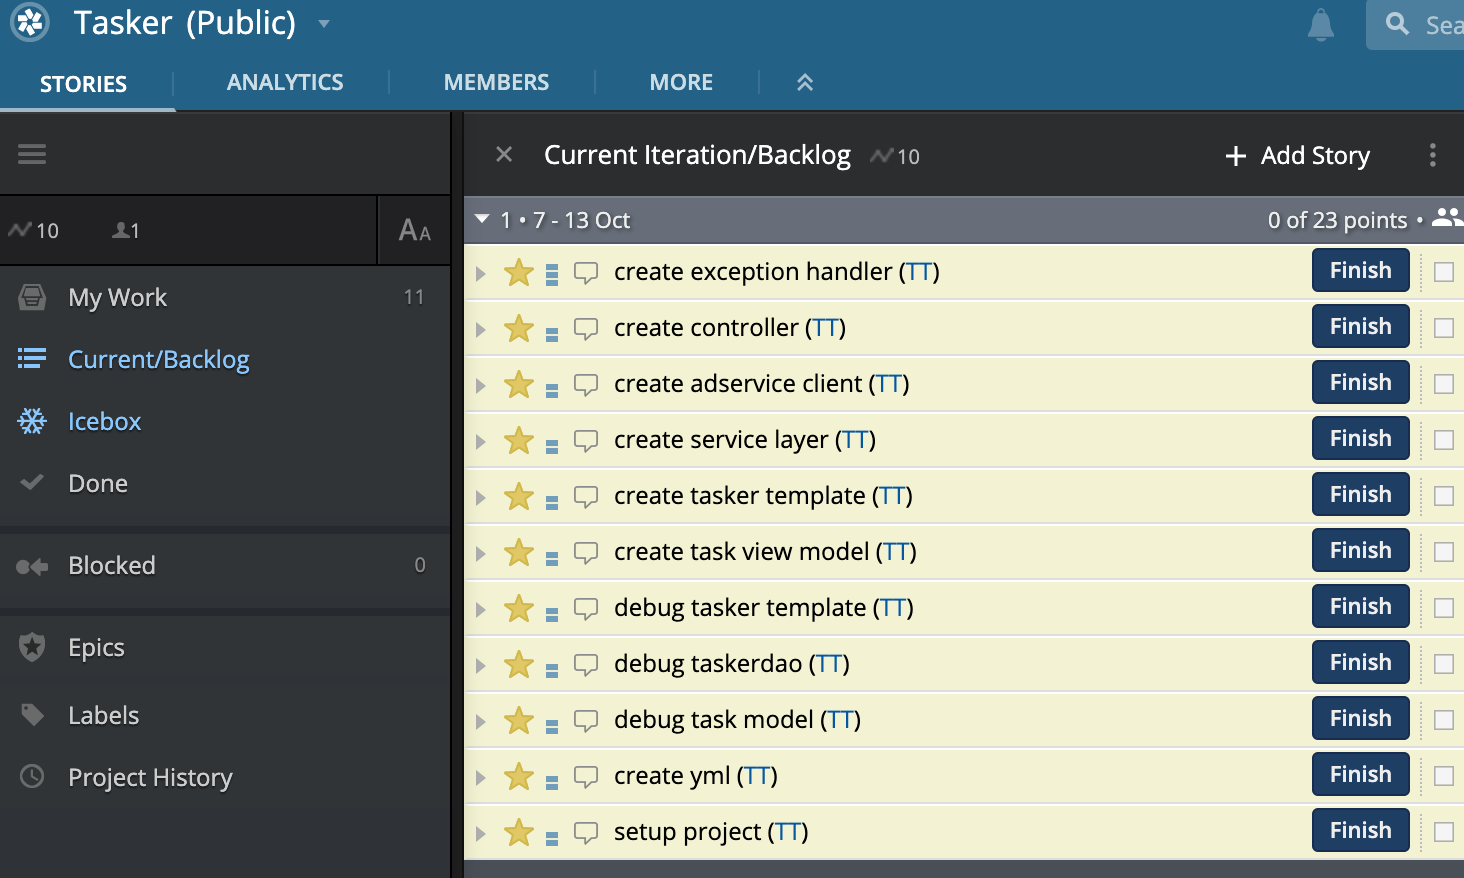 Tasker (Public)
Sea
STORIES
ANALYTICS
MEMBERS
MORE
10
1
AA
My Work 11
Current/Backlog
Icebox
Done
Blocked 0
Epics
Labels
Project History
Current Iteration/Backlog 10
+ Add Story
1 • 7 - 13 Oct
0 of 23 points •
create exception handler (TT) Finish
create controller (TT) Finish
create adservice client (TT) Finish
create service layer (TT) Finish
create tasker template (TT) Finish
create task view model (TT) Finish
debug tasker template (TT) Finish
debug taskerdao (TT) Finish
debug task model (TT) Finish
create yml (TT) Finish
setup project (TT) Finish